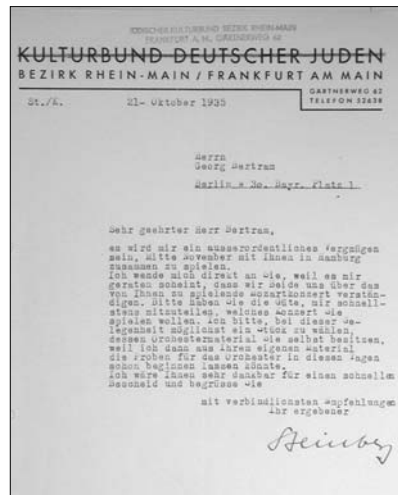 JÜDISCHER KULTURBUND BEZIRK RHEIN-MAIN
FRANKFURT A. M., GÄRTNERWEG 62
KULTURBUND DEUTSCHER JUDEN
BEZIRK RHEIN-MAIN / FRANKFURT AM MAIN
GÄRTNERWEG 62
TELEFON 52638
St./K. 21- Oktober 1935
Herrn
Georg Bertram
Berlin W 30. Bayr. Platz 1
Sehr geehrter Herr Bertram,
es wird mir ein ausserordentliches Vergnügen
sein, Mitte November mit Ihnen in Hamburg
zusammen zu spielen.
Ich wende mich direkt an Sie, weil es mir
geraten scheint, dass wir beide uns über das
von Ihnen zu spielende Mozartkonzert verstän-
digen. Bitte haben Sie die Güte, mir schnell-
stens mitzuteilen, welches Konzert Sie
spielen wollen. Ich bitte, bei dieser Ge-
legenheit möglichst ein Stück zu wählen,
dessen Orchestermaterial Sie selbst besitzen,
weil ich dann aus Ihrem eigenen Material
die Proben für das Orchester in diesen Tagen
schon beginnen lassen könnte.
Ich wäre Ihnen sehr dankbar für einen schnellen
Bescheid und begrüsse Sie
mit verbindlichsten Empfehlungen
Ihr ergebener
Steinberg